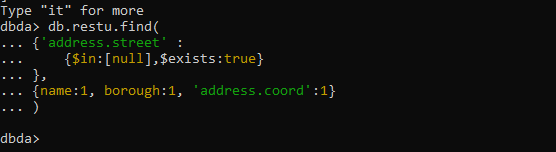 Type "it" for more
dbda> db.restu.find(
... {'address.street' :
...     {$in:[null],$exists:true}
... },
... {name:1, borough:1, 'address.coord':1}
... )
dbda>